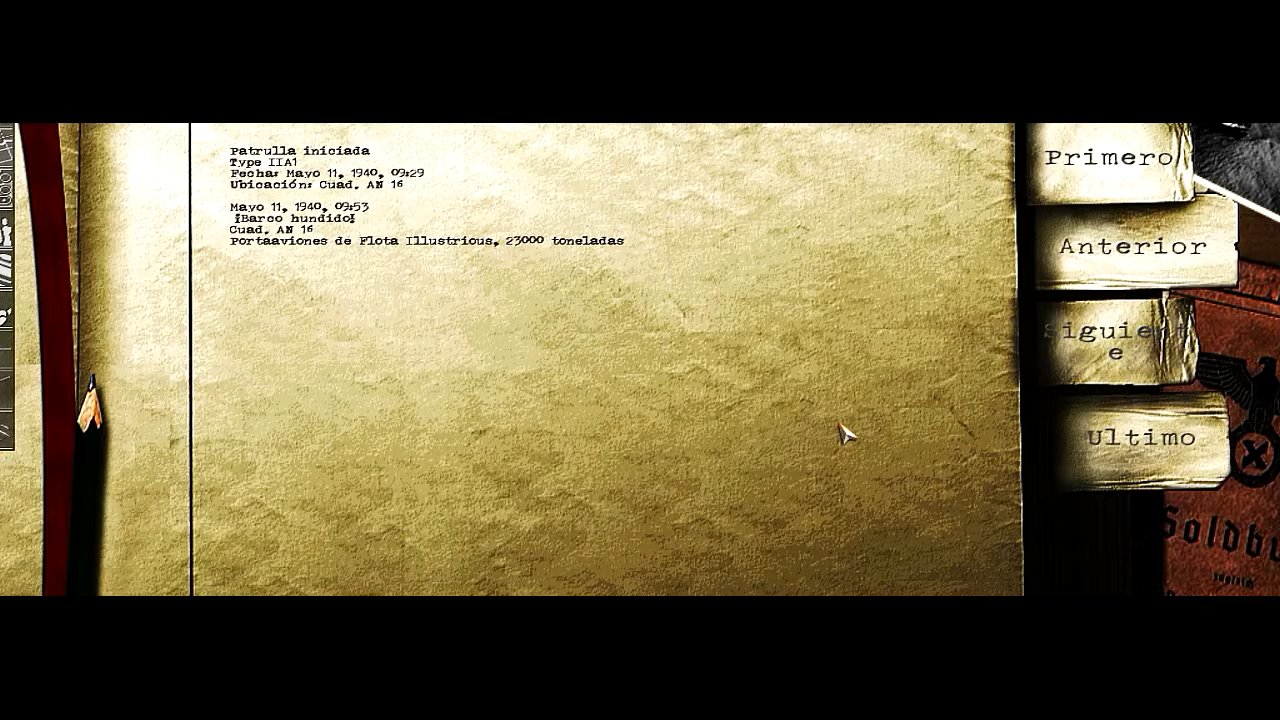 Patrulla iniciada
Type IIA1
Fecha: Mayo 11, 1940, 09:29
Ubicación: Cuad. AN 16
Mayo 11, 1940, 09:53
¡Barco hundido!
Cuad. AN 16
Portaaviones de Flota Illustrious, 23000 toneladas
Primero
Anterior
Siguient
e
Ultimo
Soldbu